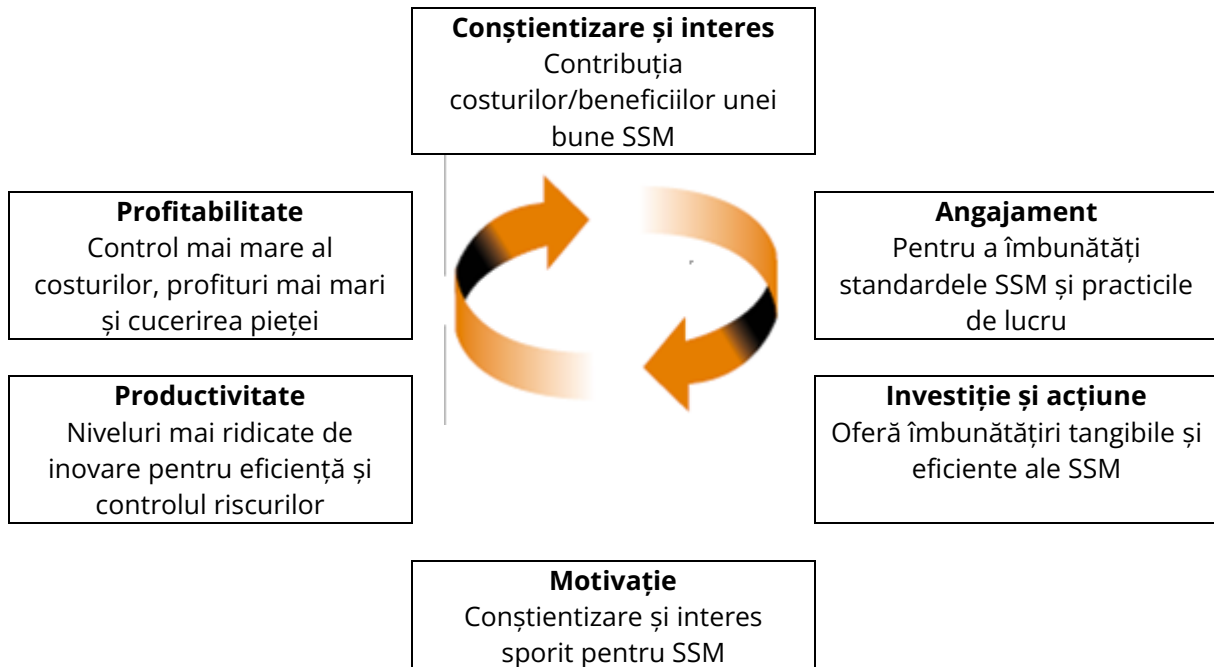 Conștientizare și interes
Contribuția
costurilor/beneficiilor unei
bune SSM
Profitabilitate
Control mai mare al
costurilor, profituri mai mari
și cucerirea pieței
Angajament
Pentru a îmbunătăți
standardele SSM și practicile
de lucru
Productivitate
Niveluri mai ridicate de
inovare pentru eficiență și
controlul riscurilor
Investiție și acțiune
Oferă îmbunătățiri tangibile și
eficiente ale SSM
Motivație
Conștientizare și interes
sporit pentru SSM